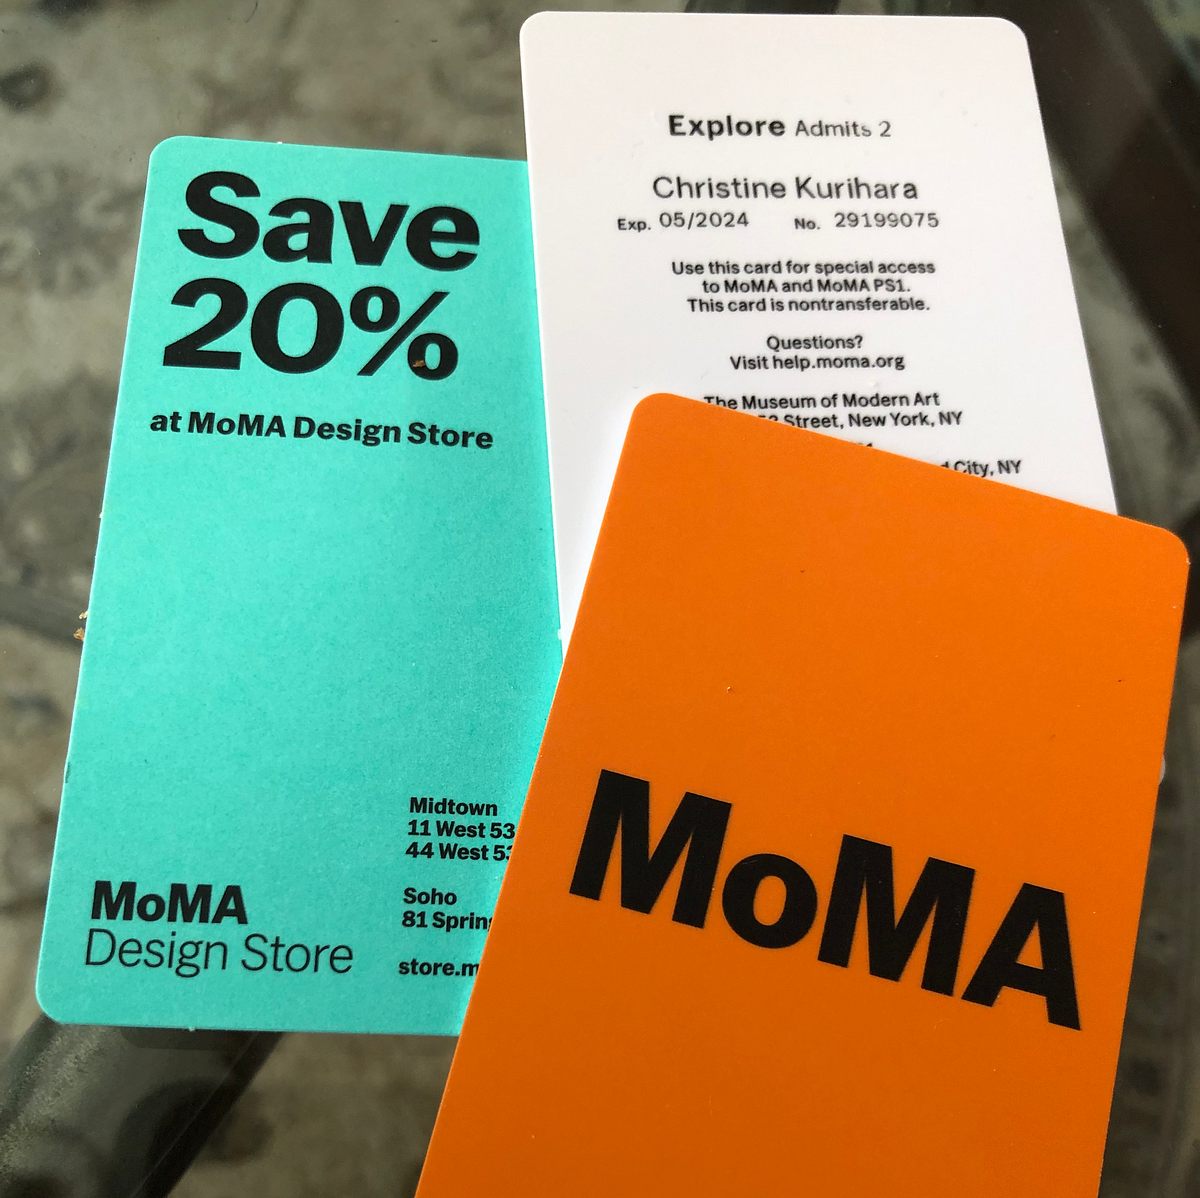 Save
20%
at MoMA Design Store
Midtown
11 West 53
44 West
Soho
81
MoMA
Design Store
Explore Admits 2
Christine Kurihara
Exp. 05/2024 No. 29199075
Use this card for special access
to MoMA and MoMA PS1.
This card is nontransferable.
Questions?
Visit help.moma.org
The Museum of Modern Art
Street, New York, NY
City, NY
MoMA